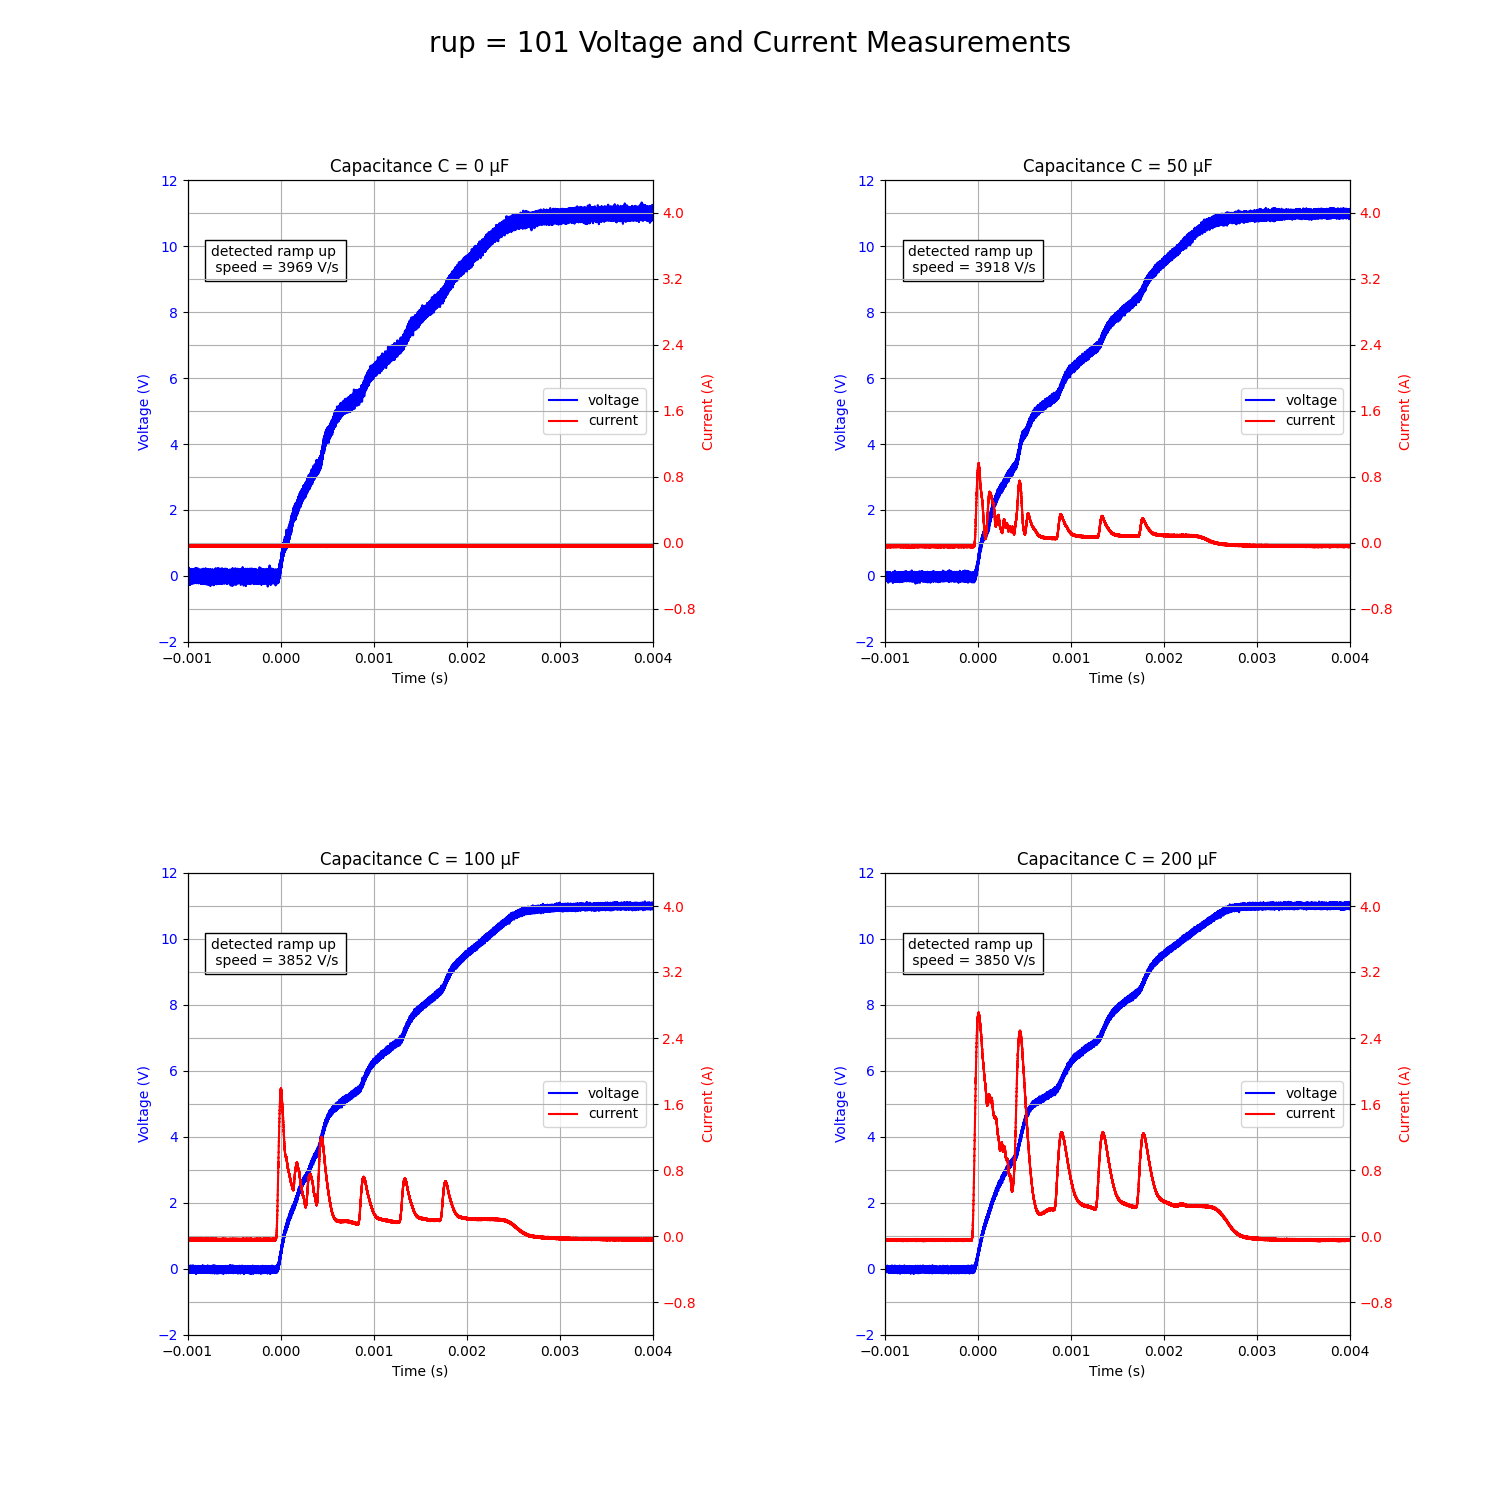 rup = 101 Voltage and Current Measurements
Capacitance C = 0 µF
12
10
8
6
4
2
0
−2
Voltage (V)
detected ramp up
speed = 3969 V/s
voltage
current
4.0
3.2
2.4
1.6
0.8
0.0
−0.8
Current (A)
−0.001 0.000 0.001 0.002 0.003 0.004
Time (s)
Capacitance C = 50 µF
12
10
8
6
4
2
0
−2
Voltage (V)
detected ramp up
speed = 3918 V/s
voltage
current
4.0
3.2
2.4
1.6
0.8
0.0
−0.8
Current (A)
−0.001 0.000 0.001 0.002 0.003 0.004
Time (s)
Capacitance C = 100 µF
12
10
8
6
4
2
0
−2
Voltage (V)
detected ramp up
speed = 3852 V/s
voltage
current
4.0
3.2
2.4
1.6
0.8
0.0
−0.8
Current (A)
−0.001 0.000 0.001 0.002 0.003 0.004
Time (s)
Capacitance C = 200 µF
12
10
8
6
4
2
0
−2
Voltage (V)
detected ramp up
speed = 3850 V/s
voltage
current
4.0
3.2
2.4
1.6
0.8
0.0
−0.8
Current (A)
−0.001 0.000 0.001 0.002 0.003 0.004
Time (s)